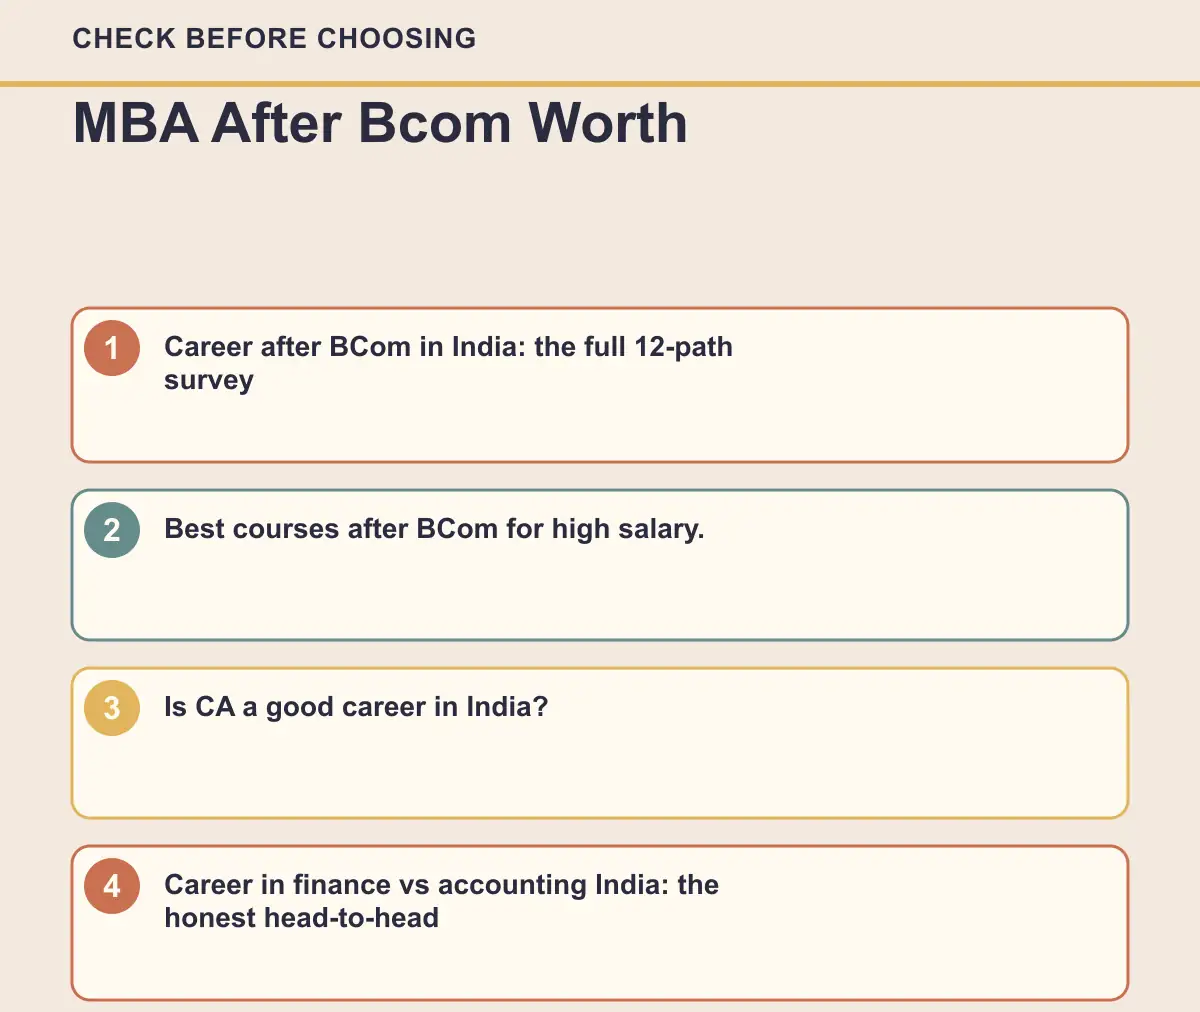 CHECK BEFORE CHOOSING
MBA After Bcom Worth
1
Career after BCom in India: the full 12-path
survey
2
Best courses after BCom for high salary.
3
Is CA a good career in India?
4
Career in finance vs accounting India: the
honest head-to-head